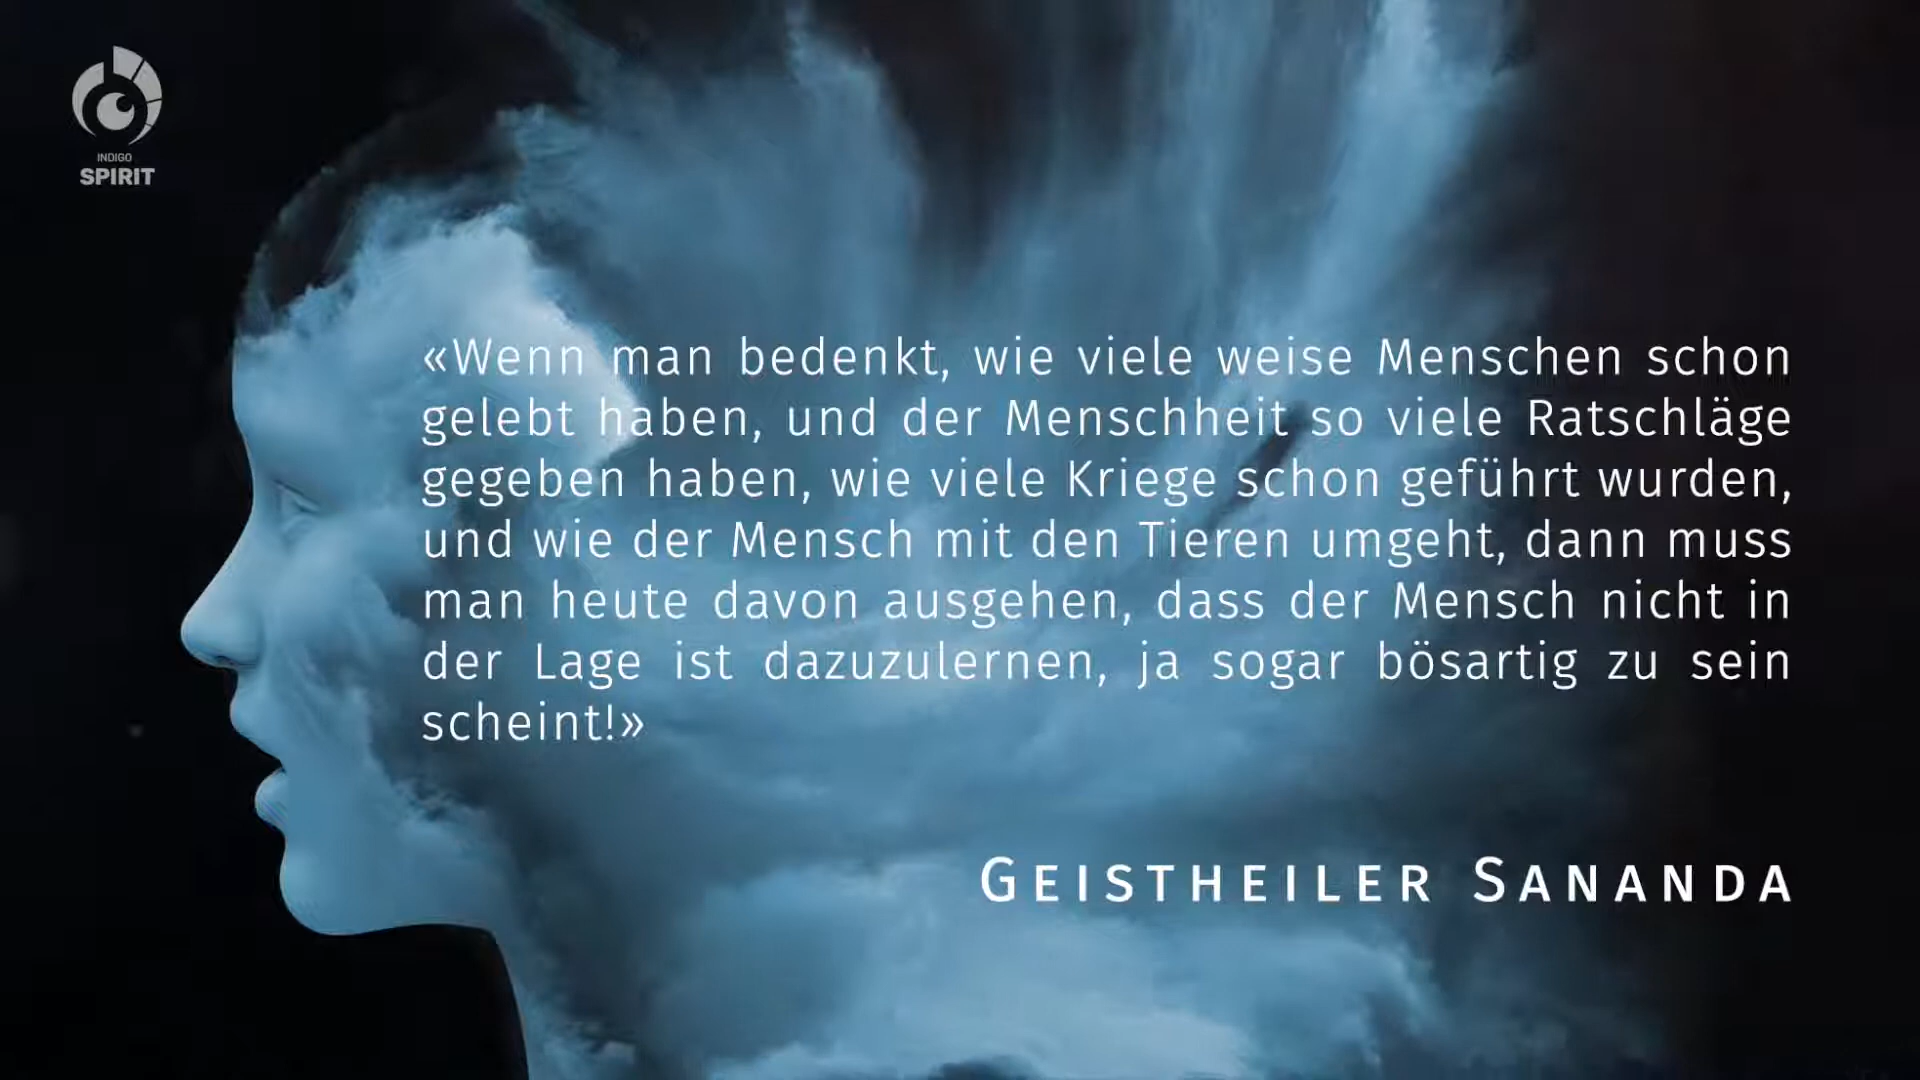 INDIGO
SPIRIT
«Wenn man bedenkt, wie viele weise Menschen schon
gelebt haben, und der Menschheit so viele Ratschläge
gegeben haben, wie viele Kriege schon geführt wurden,
und wie der Mensch mit den Tieren umgeht, dann muss
man heute davon ausgehen, dass der Mensch nicht in
der Lage ist dazuzulernen, ja sogar bösartig zu sein
scheint!»
GEISTHEILER SANANDA